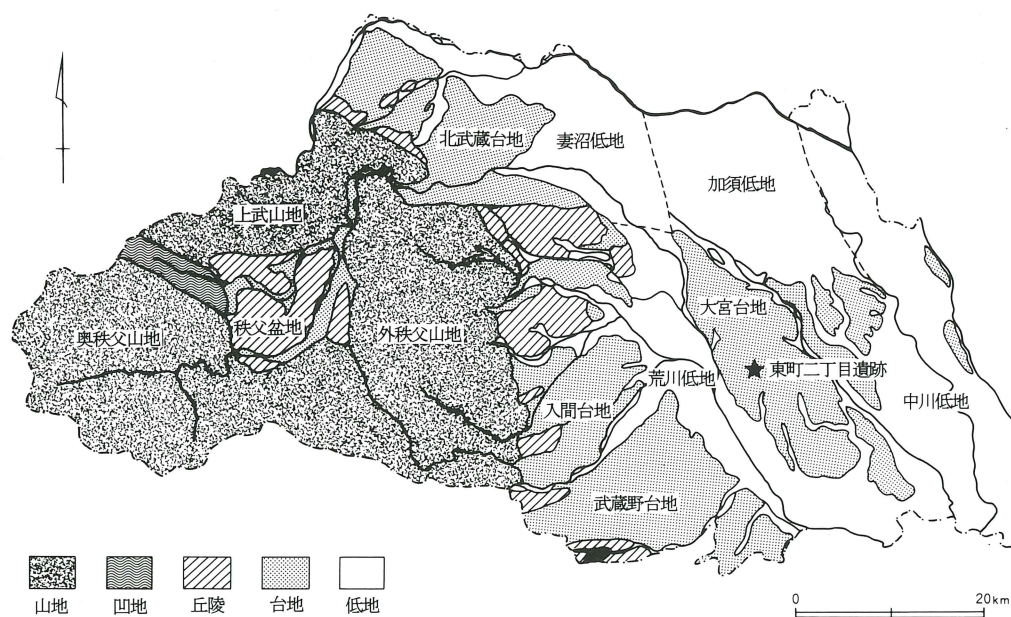 北武蔵台地
妻沼低地
加須低地
上武山地
大宮台地
秩父盆地
外秩父山地
奥秩父山地
荒川低地
★東町二丁目遺跡
中川低地
入間台地
武蔵野台地
山地
凹地
丘陵
台地
低地
0
20km